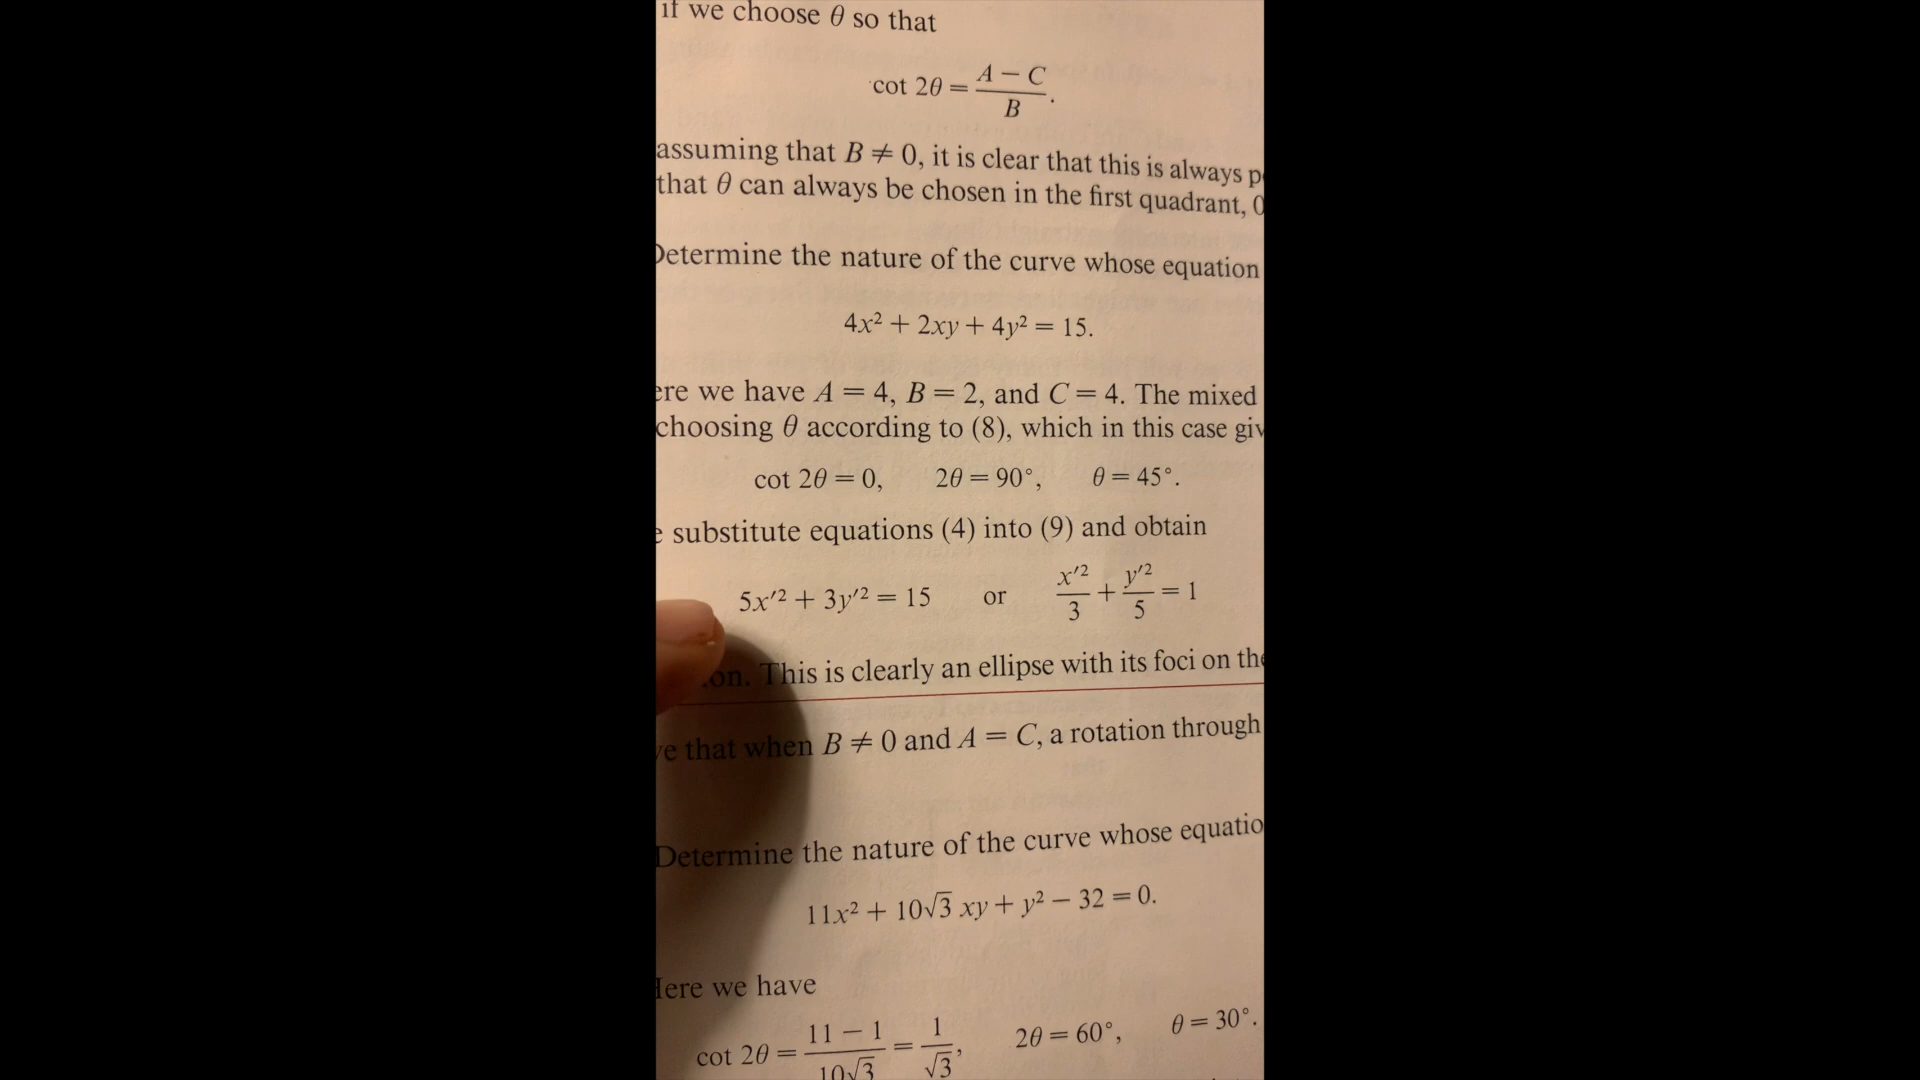 if we choose θ so that
cot 2θ = \frac{A − C}{B}.
assuming that B ≠ 0, it is clear that this is always
that θ can always be chosen in the first quadrant, 0
Determine the nature of the curve whose equation
4x² + 2xy + 4y² = 15.
we have A = 4, B = 2, and C = 4. The mixed
choosing θ according to (8), which in this case
cot 2θ = 0, 2θ = 90°, θ = 45°.
substitute equations (4) into (9) and obtain
5x′² + 3y′² = 15 or \frac{x′²}{3} + \frac{y′²}{5} = 1
This is clearly an ellipse with its foci on the
that when B ≠ 0 and A = C, a rotation through
Determine the nature of the curve whose equatio
11x² + 10√3 xy + y² − 32 = 0.
Here we have
cot 2θ = \frac{11 − 1}{10√3} = \frac{1}{√3}, 2θ = 60°, θ = 30°.